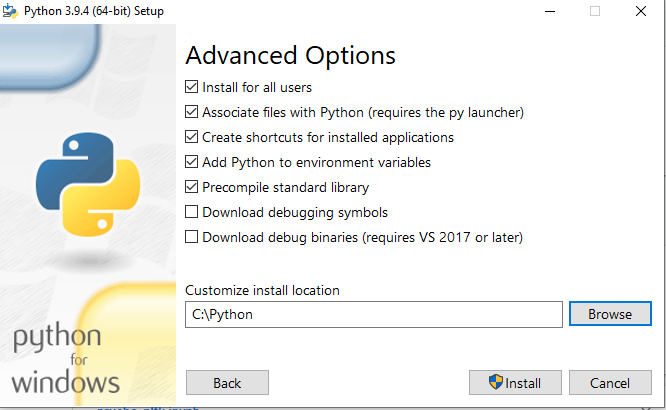 Python 3.9.4 (64-bit) Setup
Advanced Options
Install for all users
Associate files with Python (requires the py launcher)
Create shortcuts for installed applications
Add Python to environment variables
Precompile standard library
Download debugging symbols
Download debug binaries (requires VS 2017 or later)
Customize install location
C:\Python
Browse
python
for
windows
Back
Install
Cancel